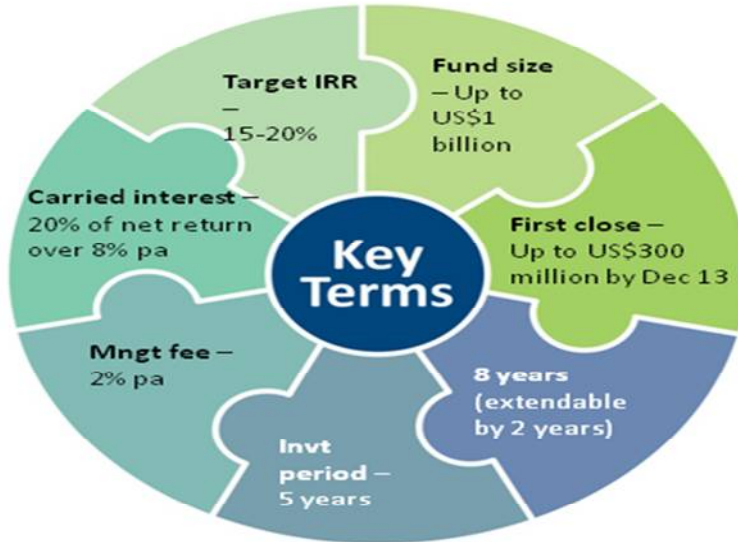 Target IRR
–
15-20%
Fund size
– Up to
US$1
billion
Carried interest –
20% of net return
over 8% pa
First close –
Up to US$300
million by Dec 13
Key
Terms
Mngt fee –
2% pa
8 years
(extendable
by 2 years)
Invt
period –
5 years